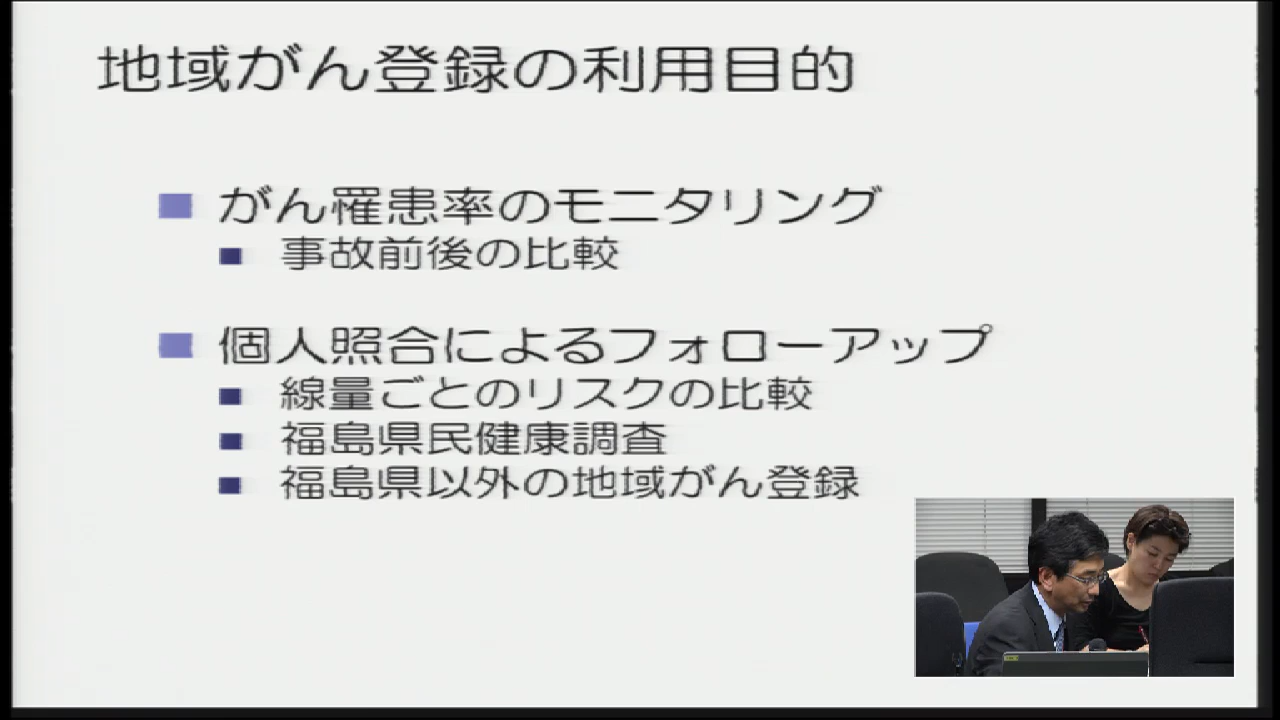 地域がん登録の利用目的
がん罹患率のモニタリング
事故前後の比較
個人照合によるフォローアップ
線量ごとのリスクの比較
福島県民健康調査
福島県以外の地域がん登録